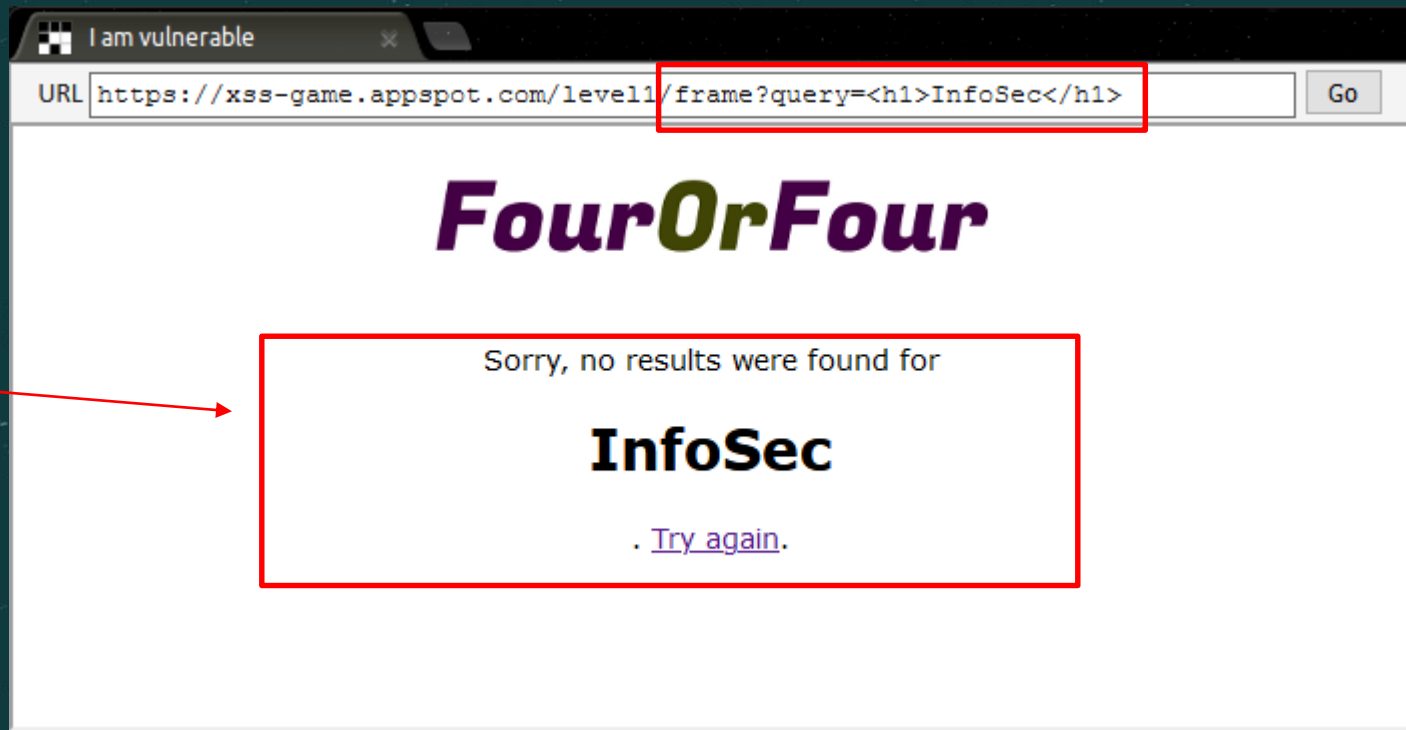 I am vulnerable
URL https://xss-game.appspot.com/level1/frame?query=<h1>InfoSec</h1> Go
FourOrFour
Sorry, no results were found for
InfoSec
. Try again.